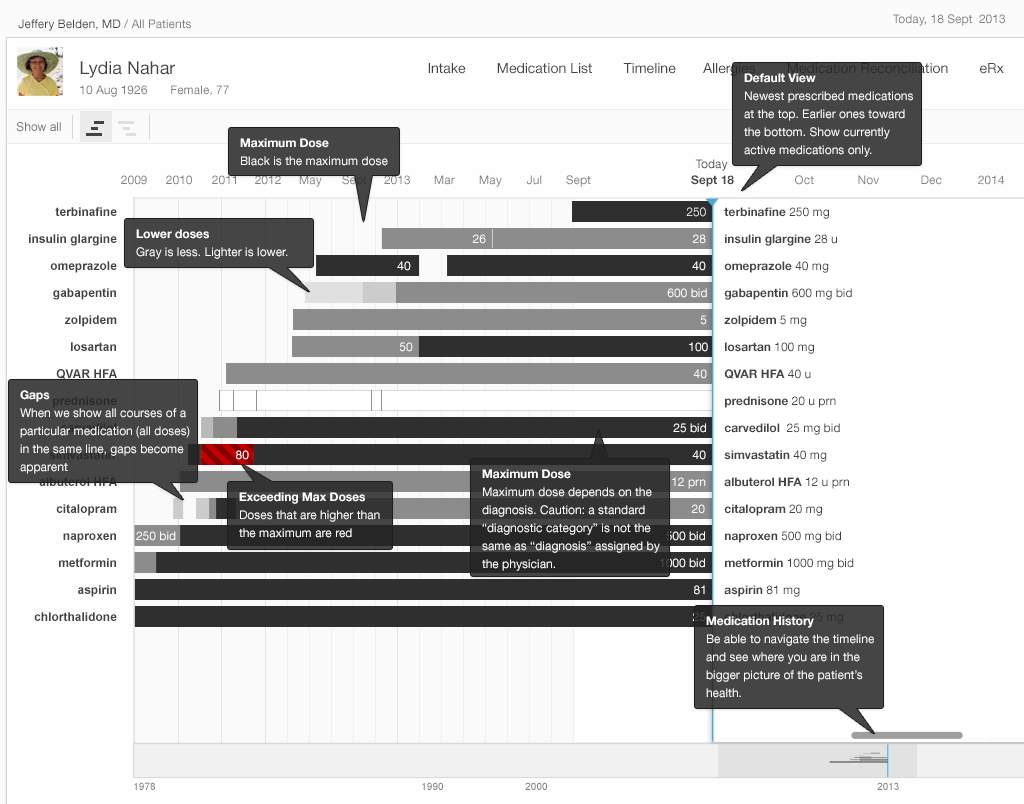 Jeffery Belden, MD / All Patients
Today, 18 Sept 2013
Lydia Nahar
10 Aug 1926 Female, 77
Intake Medication List Timeline Allergies Medication Reconciliation eRx
Default View
Newest prescribed medications
at the top. Earlier ones toward
the bottom. Show currently
active medications only.
Show all
Maximum Dose
Black is the maximum dose
Today
2009 2010 2011 2012 May Sept 2013 Mar May Jul Sept Sept 18 Oct Nov Dec 2014
terbinafine 250 terbinafine 250 mg
Lower doses
Gray is less. Lighter is lower.
insulin glargine 26 28 insulin glargine 28 u
omeprazole 40 40 omeprazole 40 mg
gabapentin 600 bid gabapentin 600 mg bid
zolpidem 5 zolpidem 5 mg
losartan 50 100 losartan 100 mg
QVAR HFA 40 QVAR HFA 40 u
Gaps
When we show all courses of a
particular medication (all doses)
in the same line, gaps become
apparent
prednisone prednisone 20 u prn
carvedilol 25 bid carvedilol 25 mg bid
simvastatin 80 40 simvastatin 40 mg
albuterol HFA 12 prn albuterol HFA 12 u prn
Maximum Dose
Maximum dose depends on the
diagnosis. Caution: a standard
“diagnostic category” is not the
same as “diagnosis” assigned by
the physician.
Exceeding Max Doses
Doses that are higher than
the maximum are red
citalopram 20 citalopram 20 mg
naproxen 250 bid 500 bid naproxen 500 mg bid
metformin 1000 bid metformin 1000 mg bid
aspirin 81 aspirin 81 mg
chlorthalidone 25 chlorthalidone 25 mg
Medication History
Be able to navigate the timeline
and see where you are in the
bigger picture of the patient’s
health.
1978 1990 2000 2013